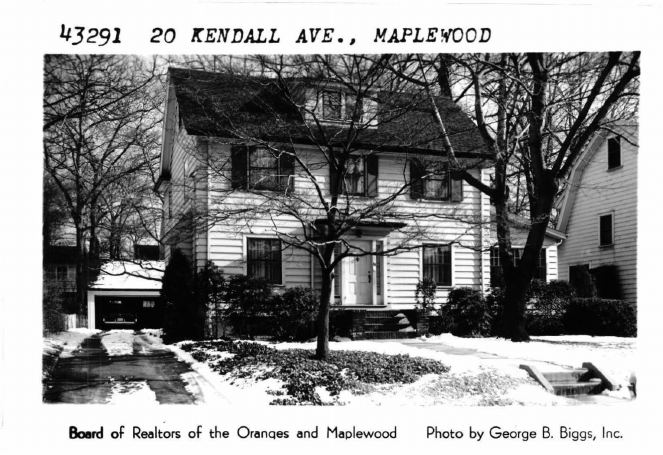 43291 20 KENDALL AVE., MAPLEWOOD
Board of Realtors of the Oranges and Maplewood Photo by George B. Biggs, Inc.